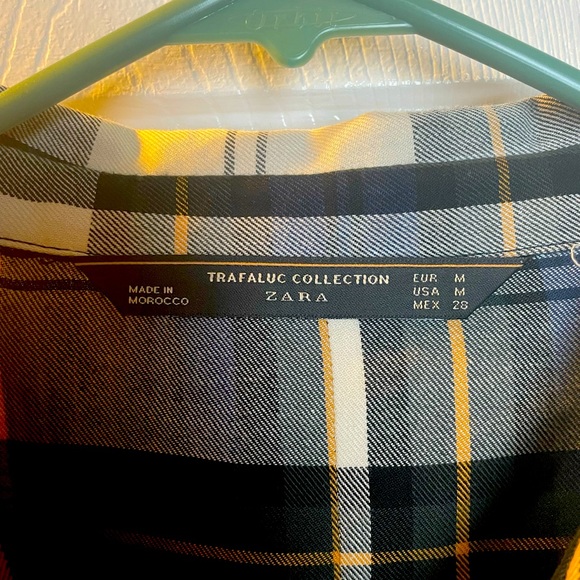 TRAFALUC COLLECTION
ZARA
MADE IN
MOROCCO
EUR M
USA M
MEX 28